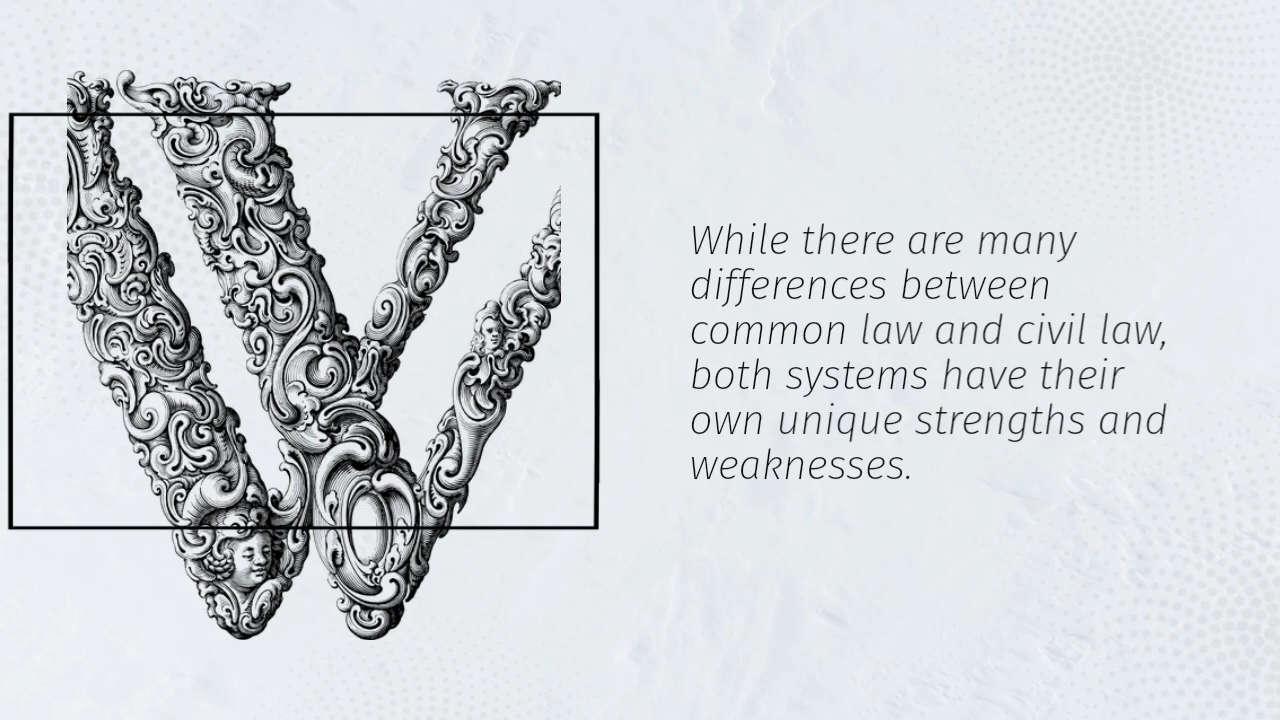 W
While there are many
differences between
common law and civil law,
both systems have their
own unique strengths and
weaknesses.